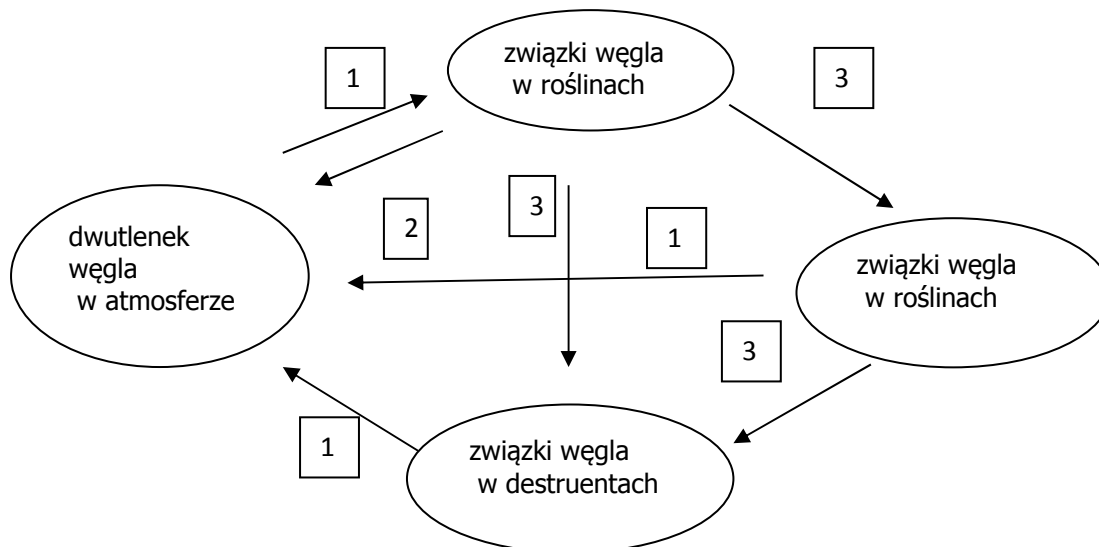 związki węgla
w roślinach
1
3
dwutlenek
węgla
w atmosferze
2
3
1
związki węgla
w roślinach
3
1
związki węgla
w destruentach